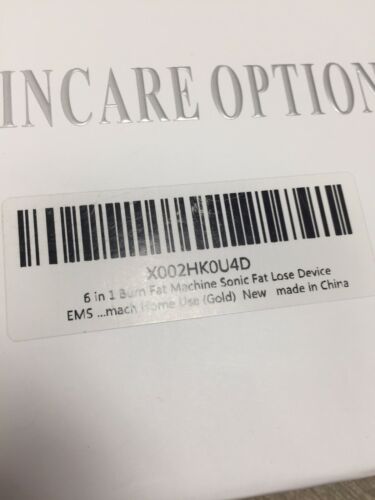 INCARE OPTION
X002HK0U4D
6 in 1 Burn Fat Machine Sonic Fat Lose Device
EMS ...mach Home Use (Gold) New made in China